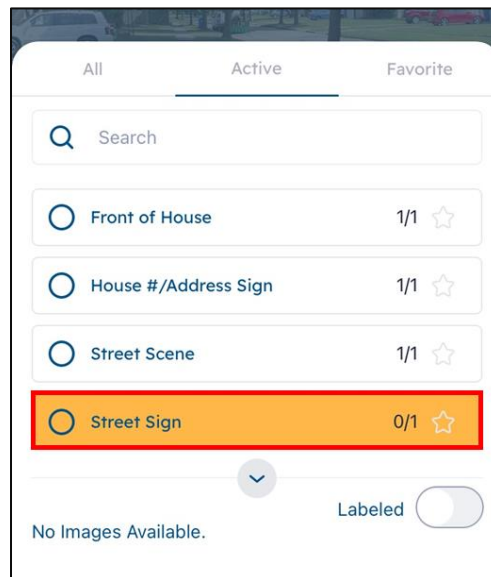 All Active Favorite
Search
Front of House 1/1
House #/Address Sign 1/1
Street Scene 1/1
Street Sign 0/1
Labeled
No Images Available.